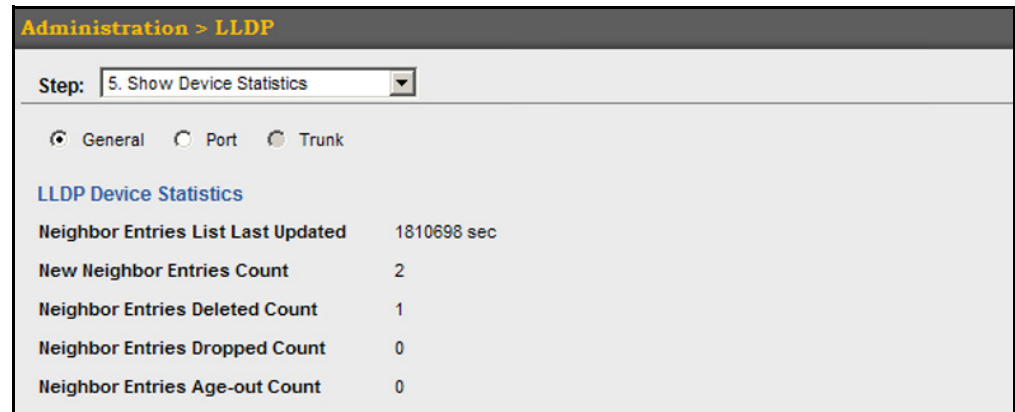 Administration > LLDP
Step: 5. Show Device Statistics
General Port Trunk
LLDP Device Statistics
Neighbor Entries List Last Updated 1810698 sec
New Neighbor Entries Count 2
Neighbor Entries Deleted Count 1
Neighbor Entries Dropped Count 0
Neighbor Entries Age-out Count 0